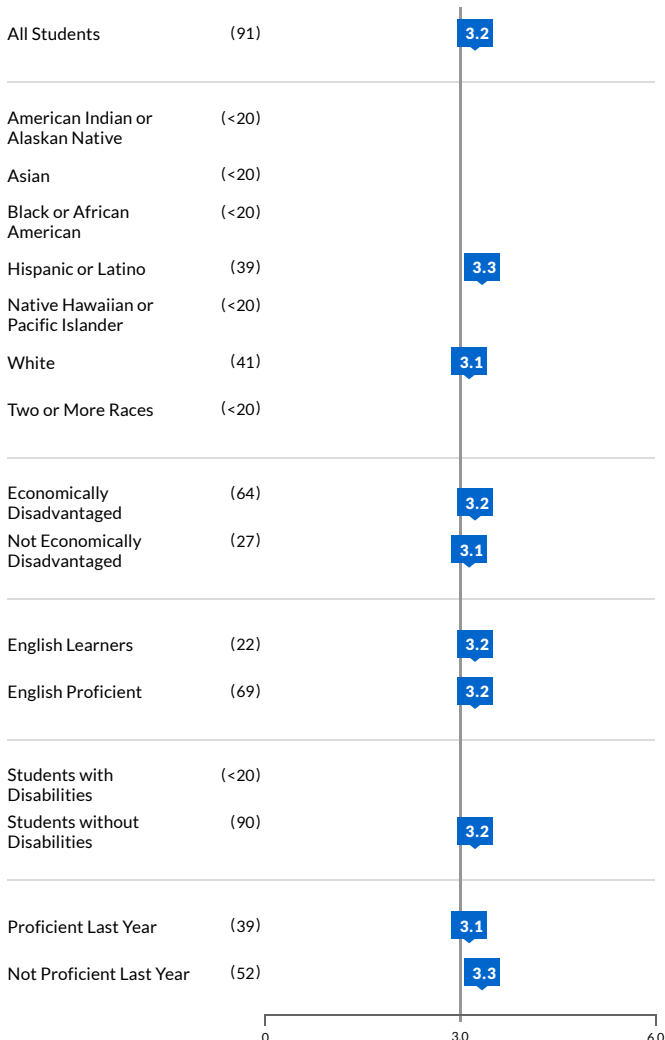 All Students (91) 3.2
American Indian or (<20)
Alaskan Native
Asian (<20)
Black or African (<20)
American
Hispanic or Latino (39) 3.3
Native Hawaiian or (<20)
Pacific Islander
White (41) 3.1
Two or More Races (<20)
Economically (64) 3.2
Disadvantaged
Not Economically (27) 3.1
Disadvantaged
English Learners (22) 3.2
English Proficient (69) 3.2
Students with (<20)
Disabilities
Students without (90) 3.2
Disabilities
Proficient Last Year (39) 3.1
Not Proficient Last Year (52) 3.3
0 3.0 6.0